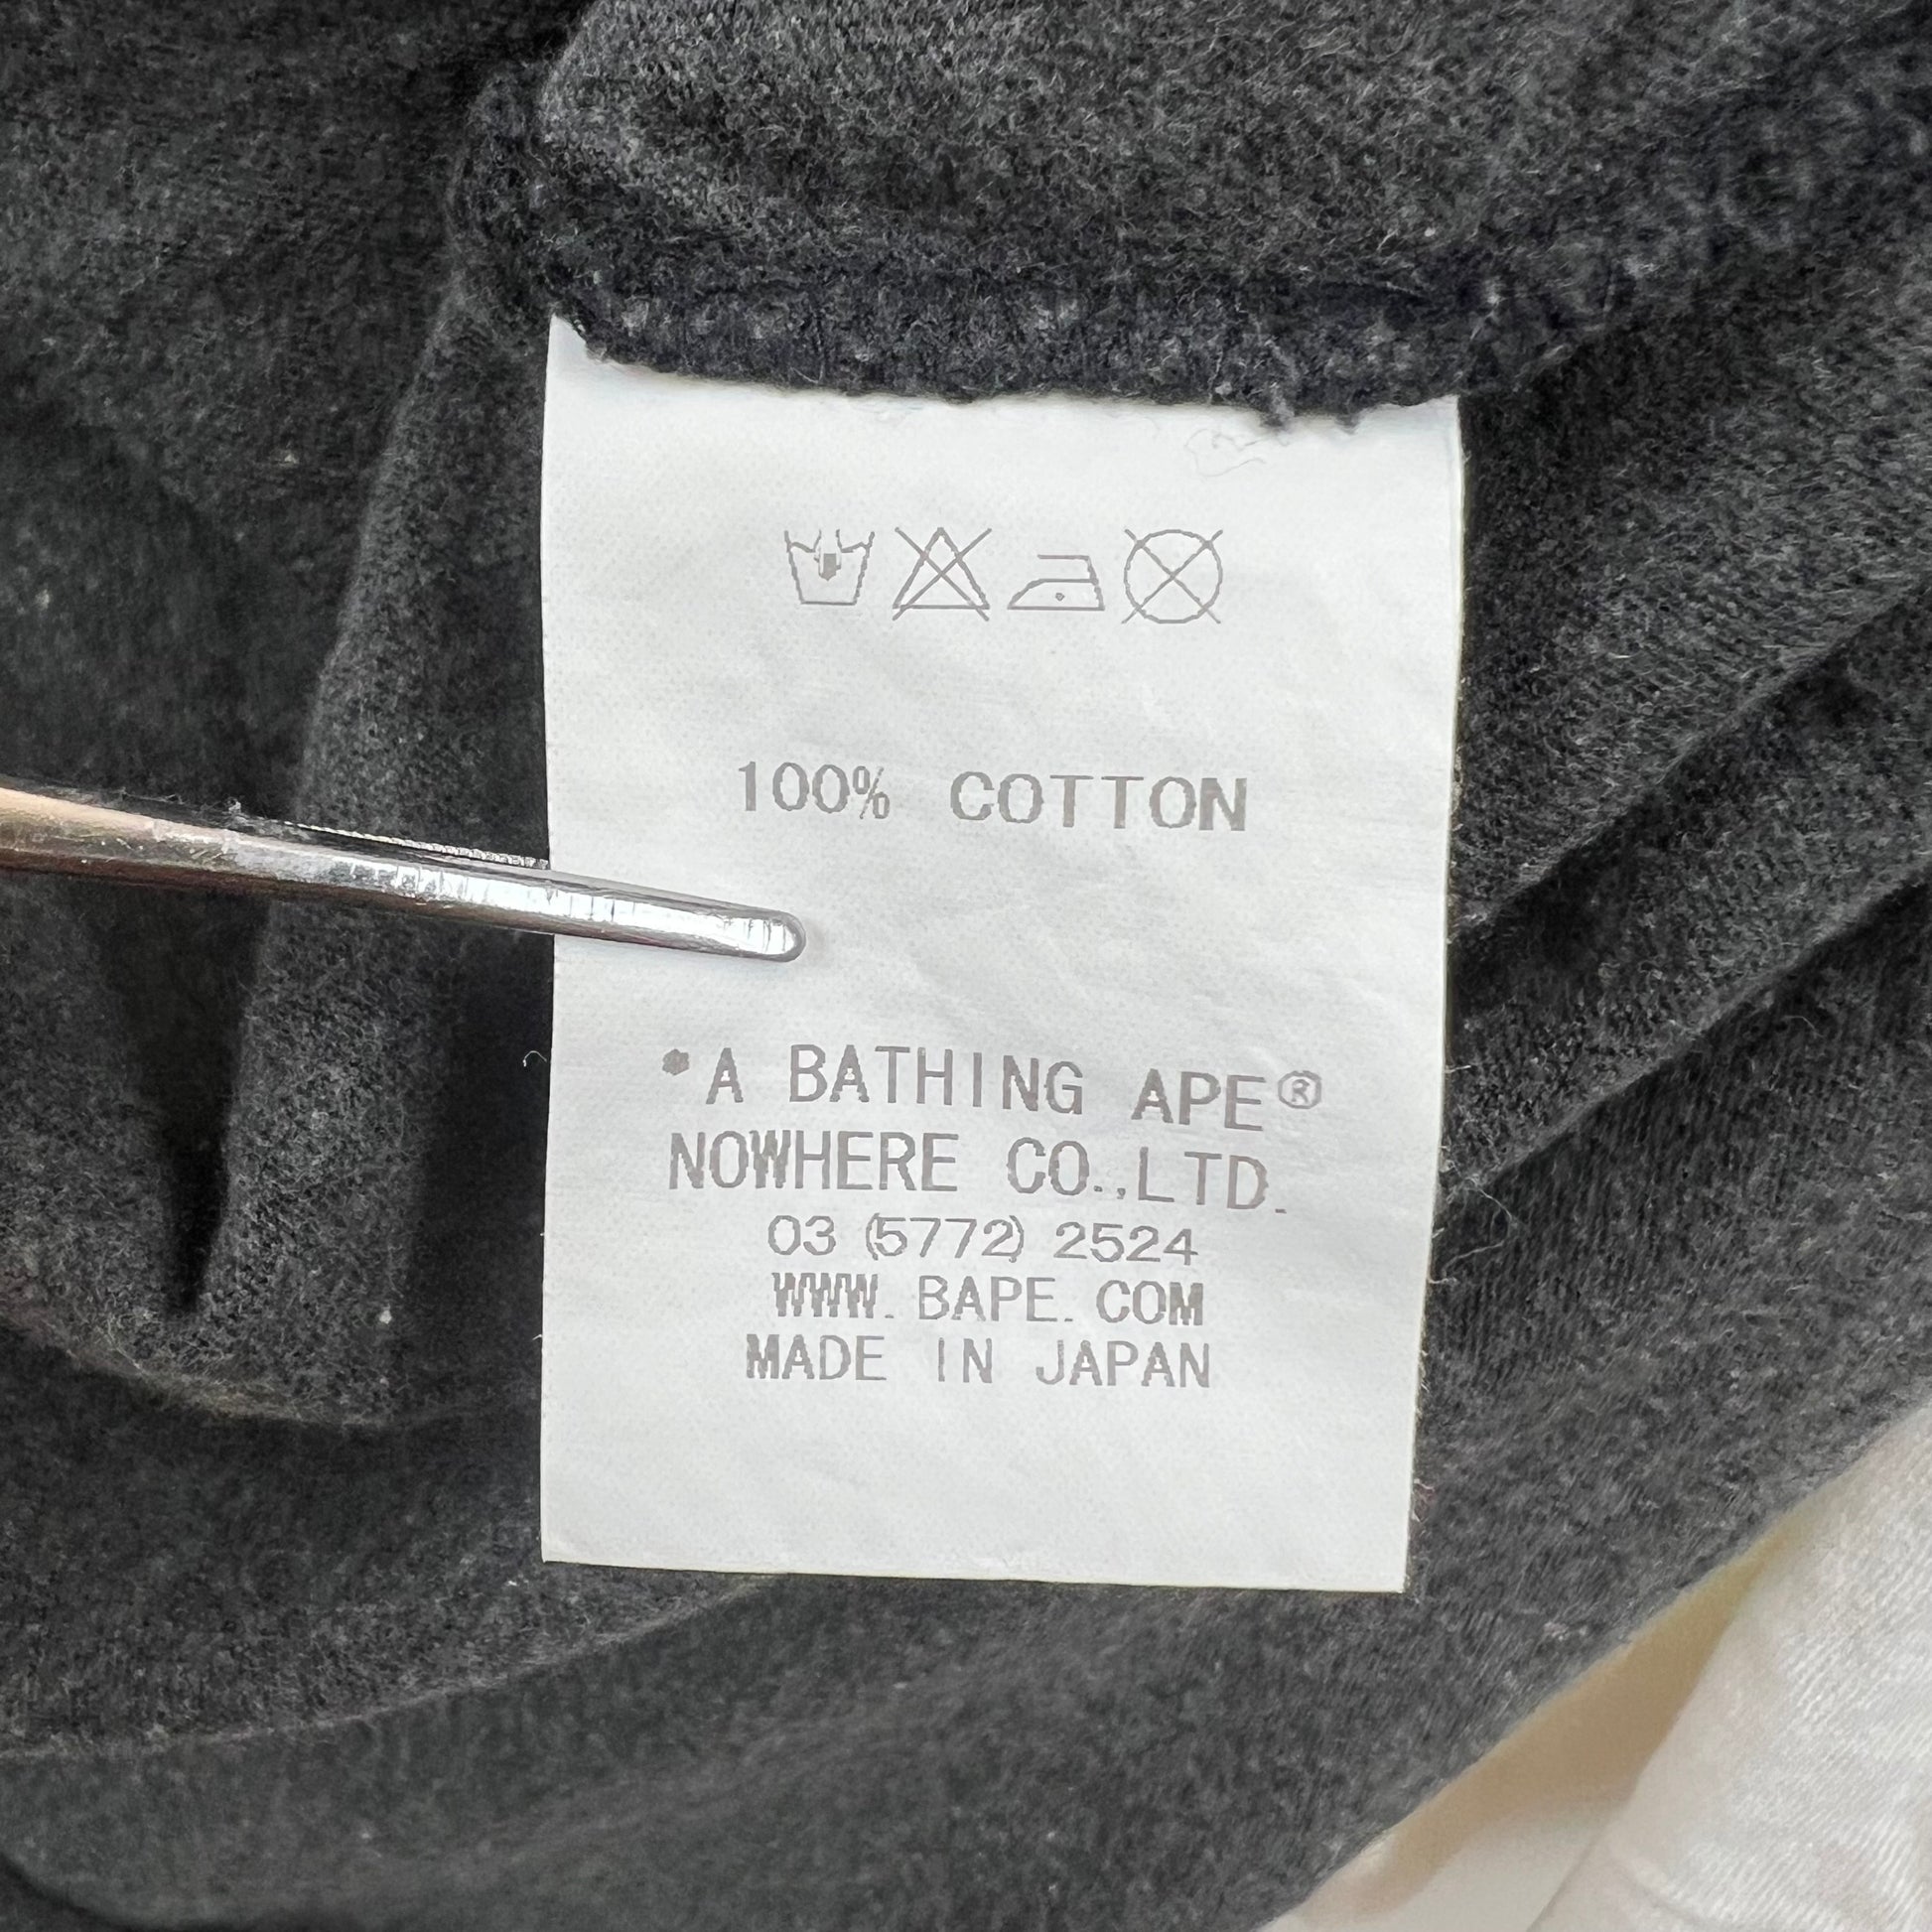 100% COTTON
*A BATHING APE®
NOWHERE CO.,LTD.
03 (5772) 2524
WWW. BAPE. COM
MADE IN JAPAN